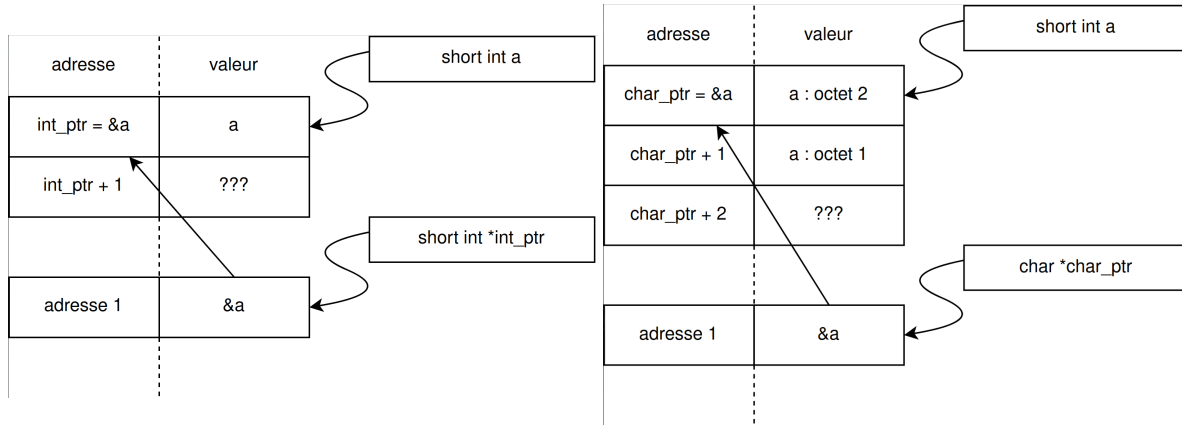 adresse
valeur
short int a
int_ptr = &a
a
int_ptr + 1
???
short int *int_ptr
adresse 1
&a
adresse
valeur
short int a
char_ptr = &a
a : octet 2
char_ptr + 1
a : octet 1
char_ptr + 2
???
char *char_ptr
adresse 1
&a